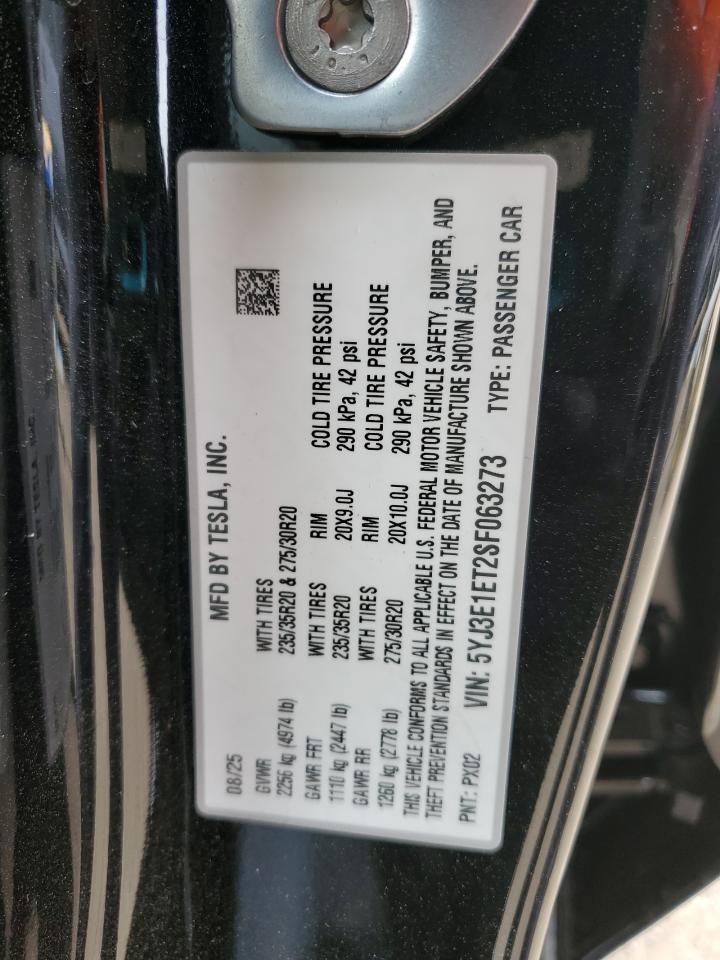 MFD BY TESLA, INC.
08/25
GVWR WITH TIRES
2256 kg (4974 lb) 235/35R20 & 275/30R20
GAWR FRT WITH TIRES RIM COLD TIRE PRESSURE
1110 kg (2447 lb) 235/35R20 20X9.0J 290 kPa, 42 psi
GAWR RR WITH TIRES RIM COLD TIRE PRESSURE
1260 kg (2778 lb) 275/30R20 20X10.0J 290 kPa, 42 psi
THIS VEHICLE CONFORMS TO ALL APPLICABLE U.S. FEDERAL MOTOR VEHICLE SAFETY, BUMPER, AND
THEFT PREVENTION STANDARDS IN EFFECT ON THE DATE OF MANUFACTURE SHOWN ABOVE.
PNT: PX02 VIN: 5YJ3E1ET2SF063273 TYPE: PASSENGER CAR